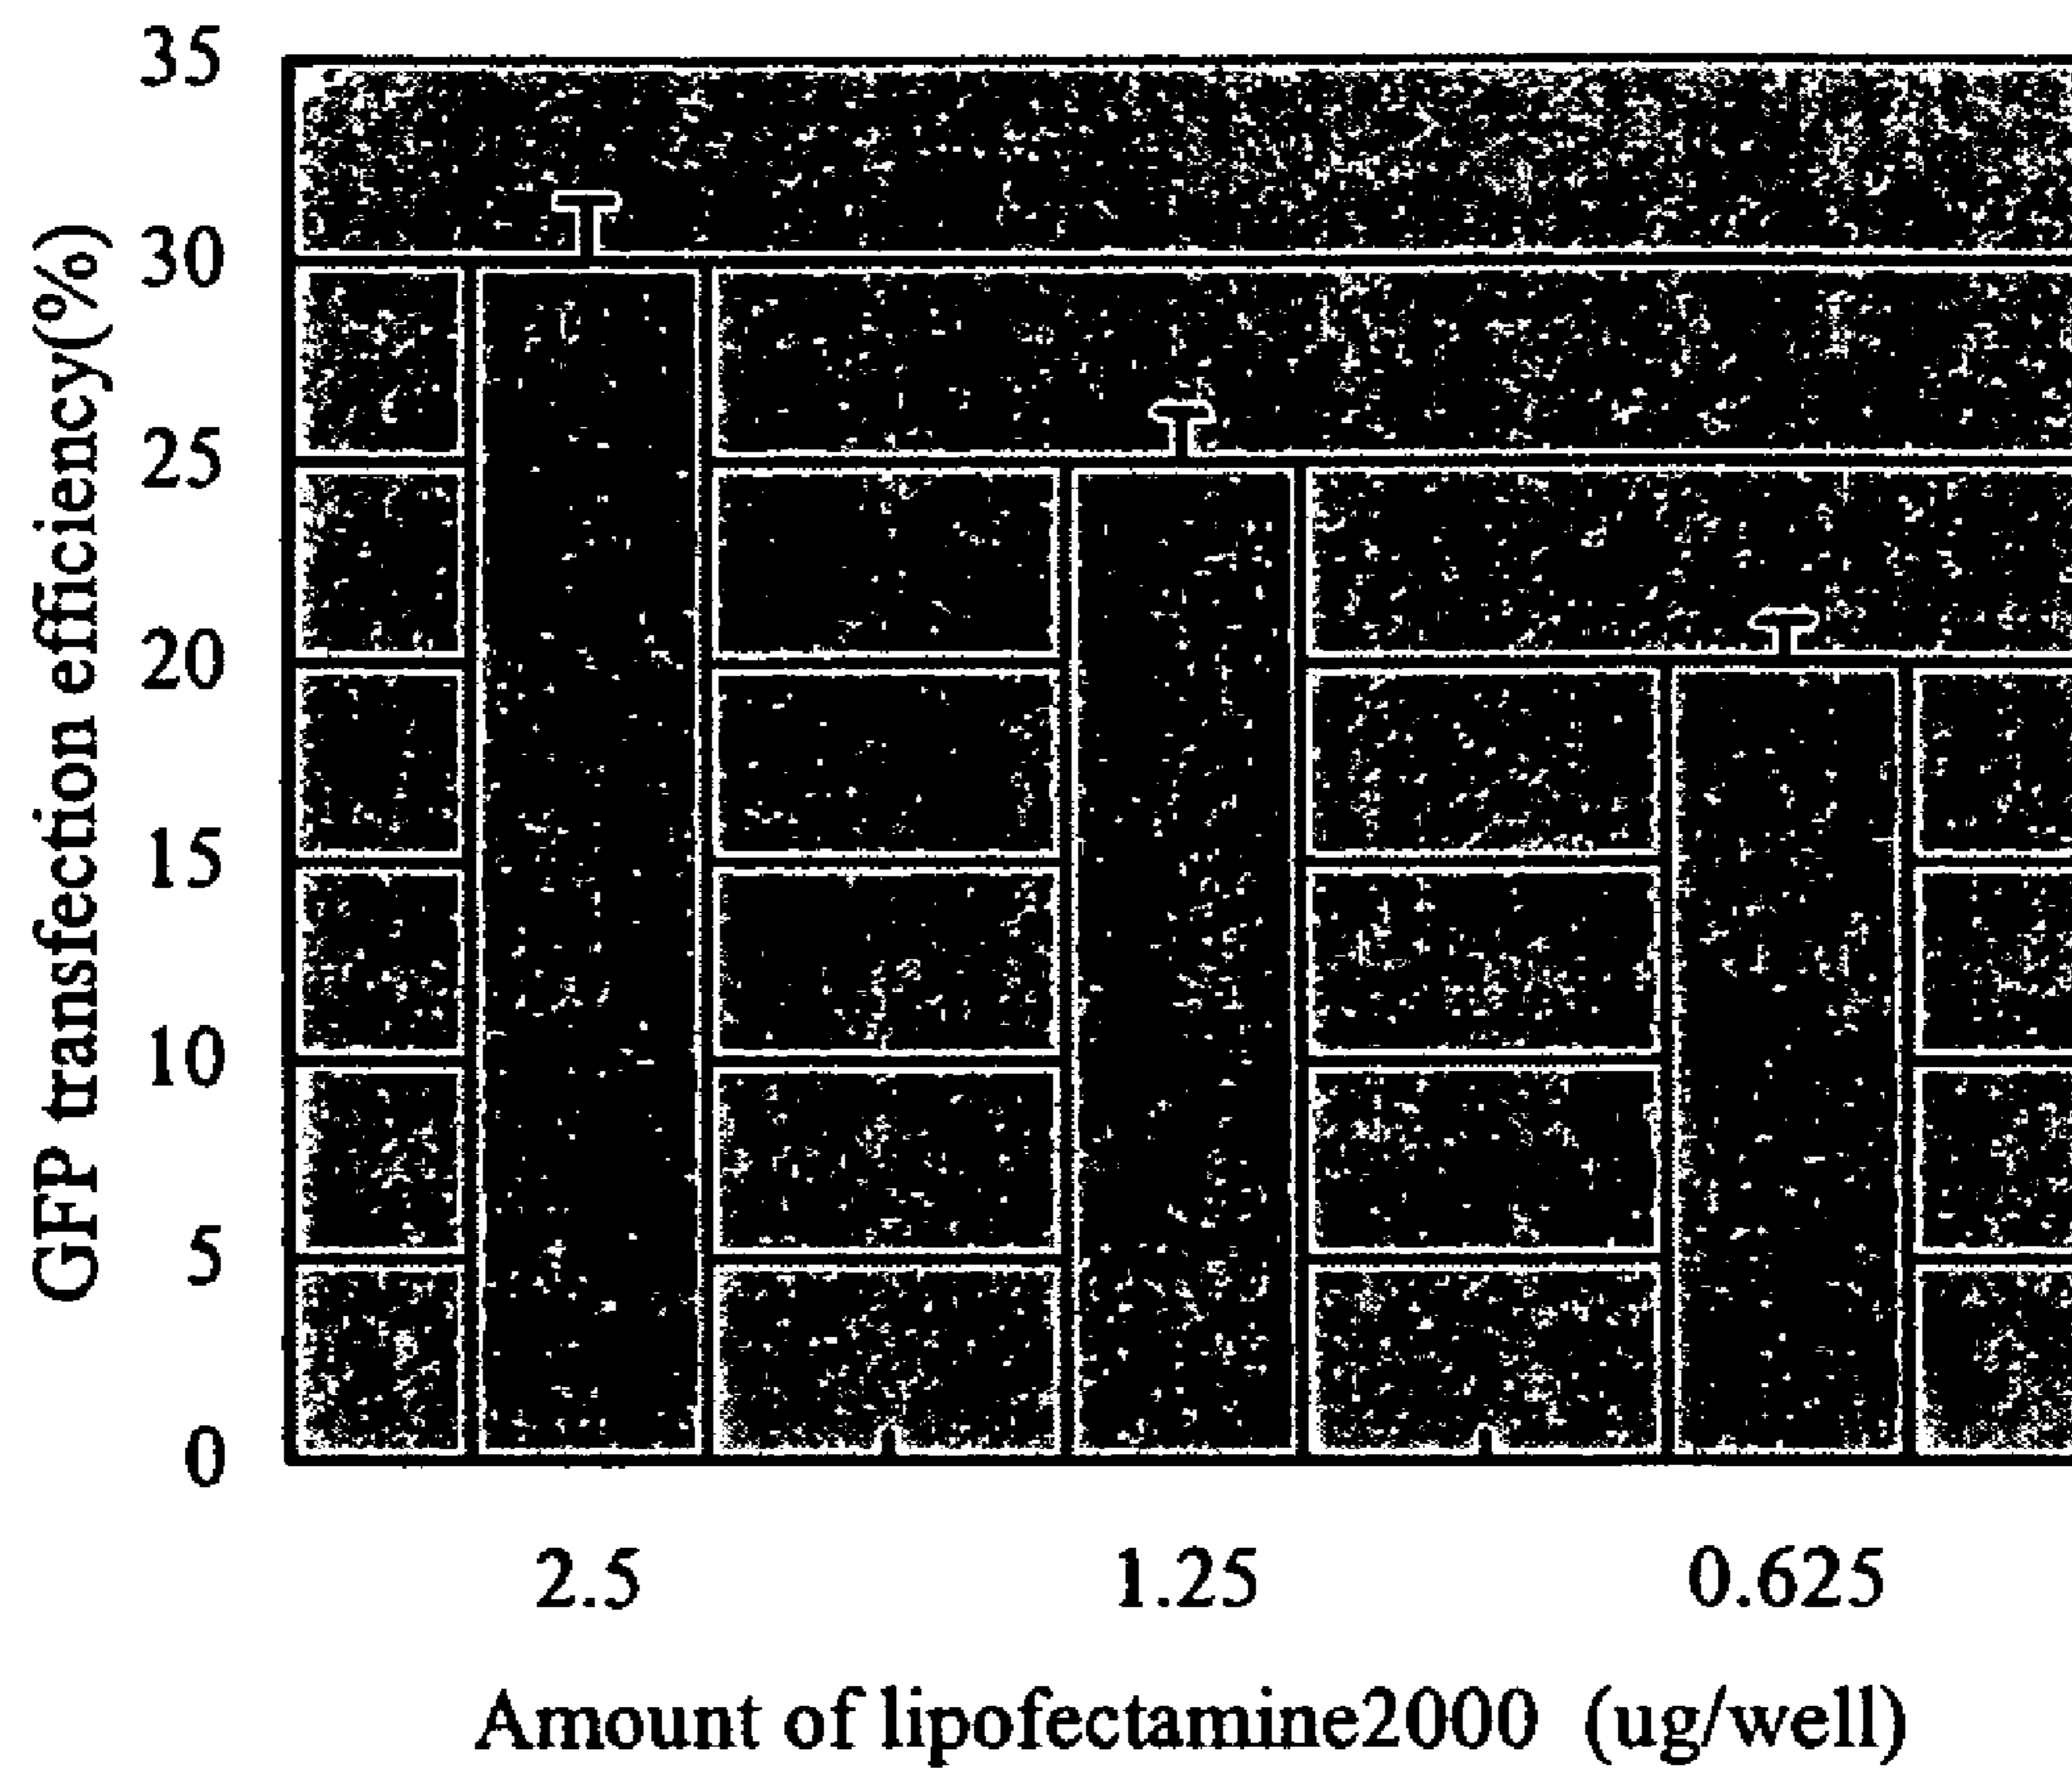 GFP transfection efficiency(%)
35
30
25
20
15
10
5
0
2.5 1.25 0.625
Amount of lipofectamine2000 (ug/well)